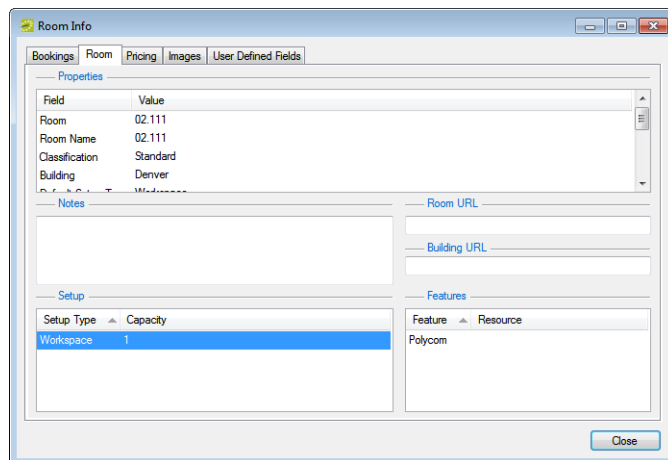 Room Info
Bookings Room Pricing Images User Defined Fields
Properties
Field Value
Room 02.111
Room Name 02.111
Classification Standard
Building Denver
Notes
Room URL
Building URL
Setup
Features
Setup Type Capacity
Feature Resource
Workspace 1
Polycom
Close